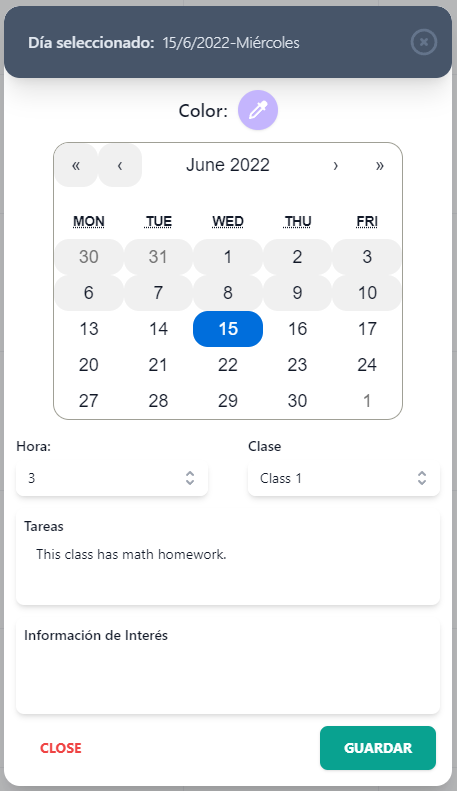 Día seleccionado: 15/6/2022-Miércoles
Color:
« ‹ June 2022 › »
MON TUE WED THU FRI
30 31 1 2 3
6 7 8 9 10
13 14 15 16 17
20 21 22 23 24
27 28 29 30 1
Hora: Clase
3 Class 1
Tareas
This class has math homework.
Información de Interés
CLOSE GUARDAR